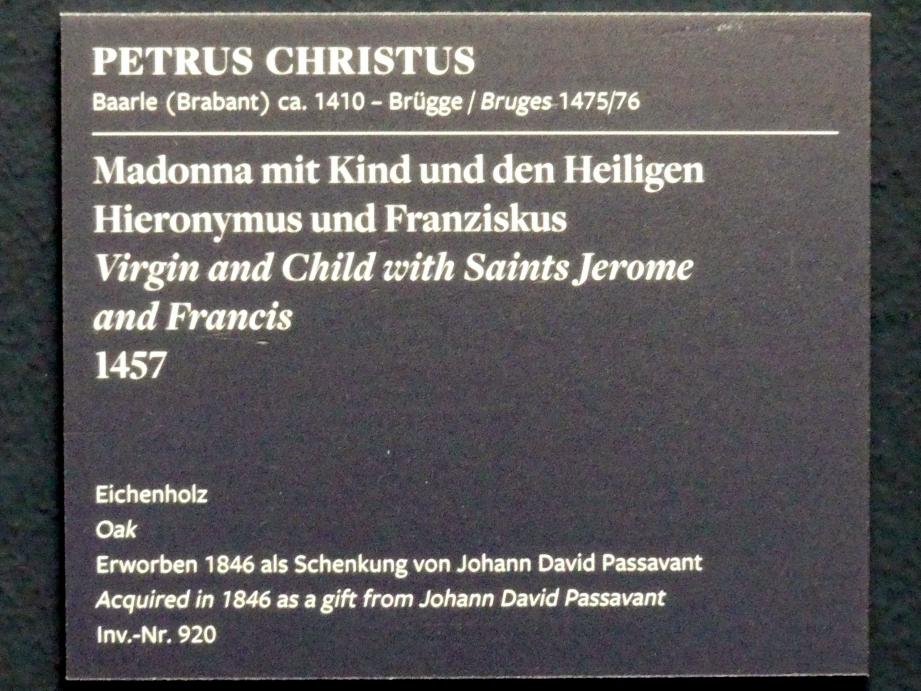 PETRUS CHRISTUS
Baarle (Brabant) ca. 1410 – Brügge / Bruges 1475/76
Madonna mit Kind und den Heiligen
Hieronymus und Franziskus
Virgin and Child with Saints Jerome
and Francis
1457
Eichenholz
Oak
Erworben 1846 als Schenkung von Johann David Passavant
Acquired in 1846 as a gift from Johann David Passavant
Inv.-Nr. 920